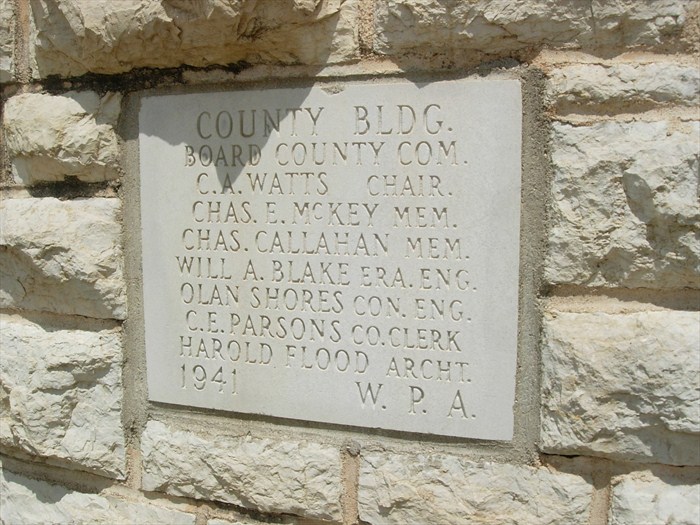 COUNTY BLDG.
BOARD COUNTY COM.
C.A. WATTS CHAIR.
CHAS. E. McKEY MEM.
CHAS. CALLAHAN MEM.
WILL A. BLAKE ERA. ENG.
OLAN SHORES CON. ENG.
C.E. PARSONS CO. CLERK
HAROLD FLOOD ARCHT.
1941 W. P. A.